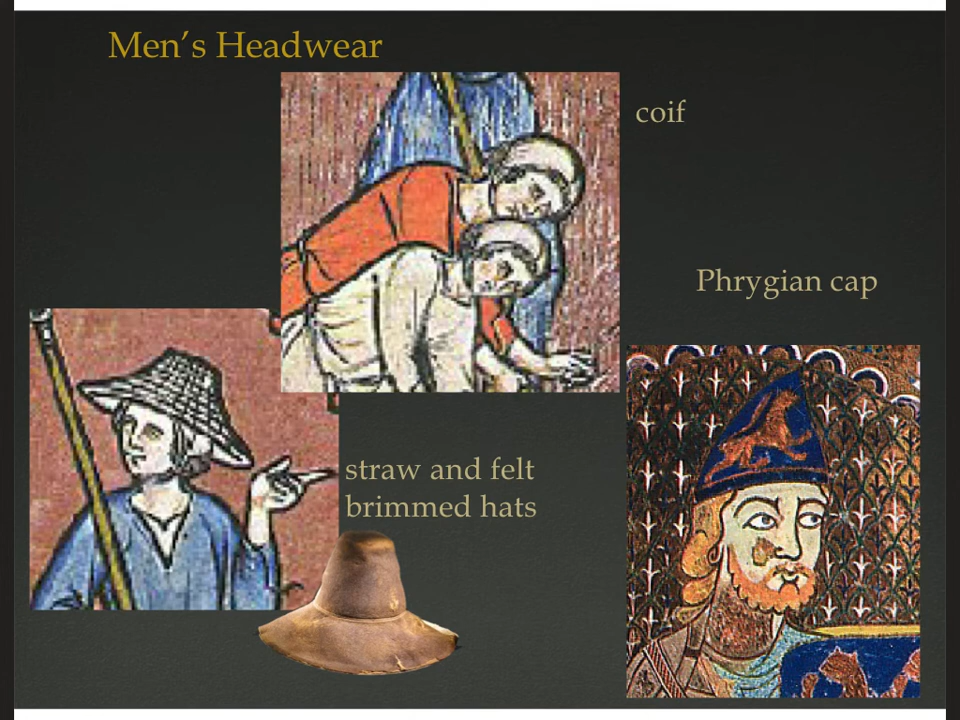 Men’s Headwear
coif
Phrygian cap
straw and felt
brimmed hats